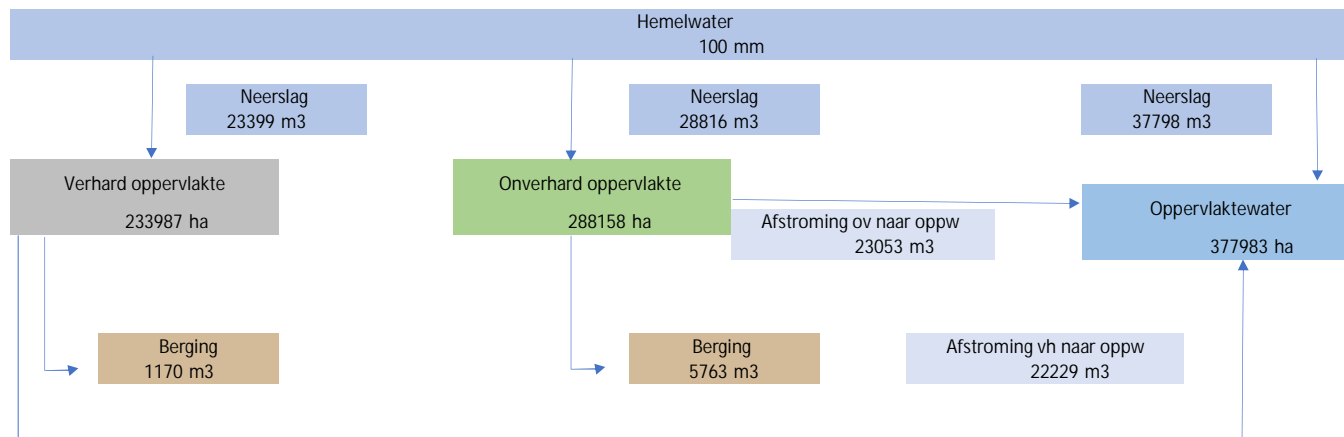 Hemelwater
100 mm
Neerslag
23399 m3
Neerslag
28816 m3
Neerslag
37798 m3
Verhard oppervlakte
233987 ha
Onverhard oppervlakte
288158 ha
Afstroming ov naar oppw
23053 m3
Oppervlaktewater
377983 ha
Berging
1170 m3
Berging
5763 m3
Afstroming vh naar oppw
22229 m3